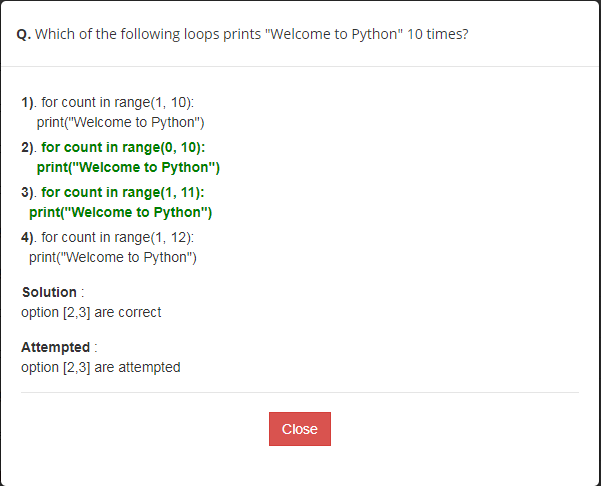 Q. Which of the following loops prints "Welcome to Python" 10 times?
1). for count in range(1, 10):
print("Welcome to Python")
2). for count in range(0, 10):
print("Welcome to Python")
3). for count in range(1, 11):
print("Welcome to Python")
4). for count in range(1, 12):
print("Welcome to Python")
Solution :
option [2,3] are correct
Attempted :
option [2,3] are attempted
Close